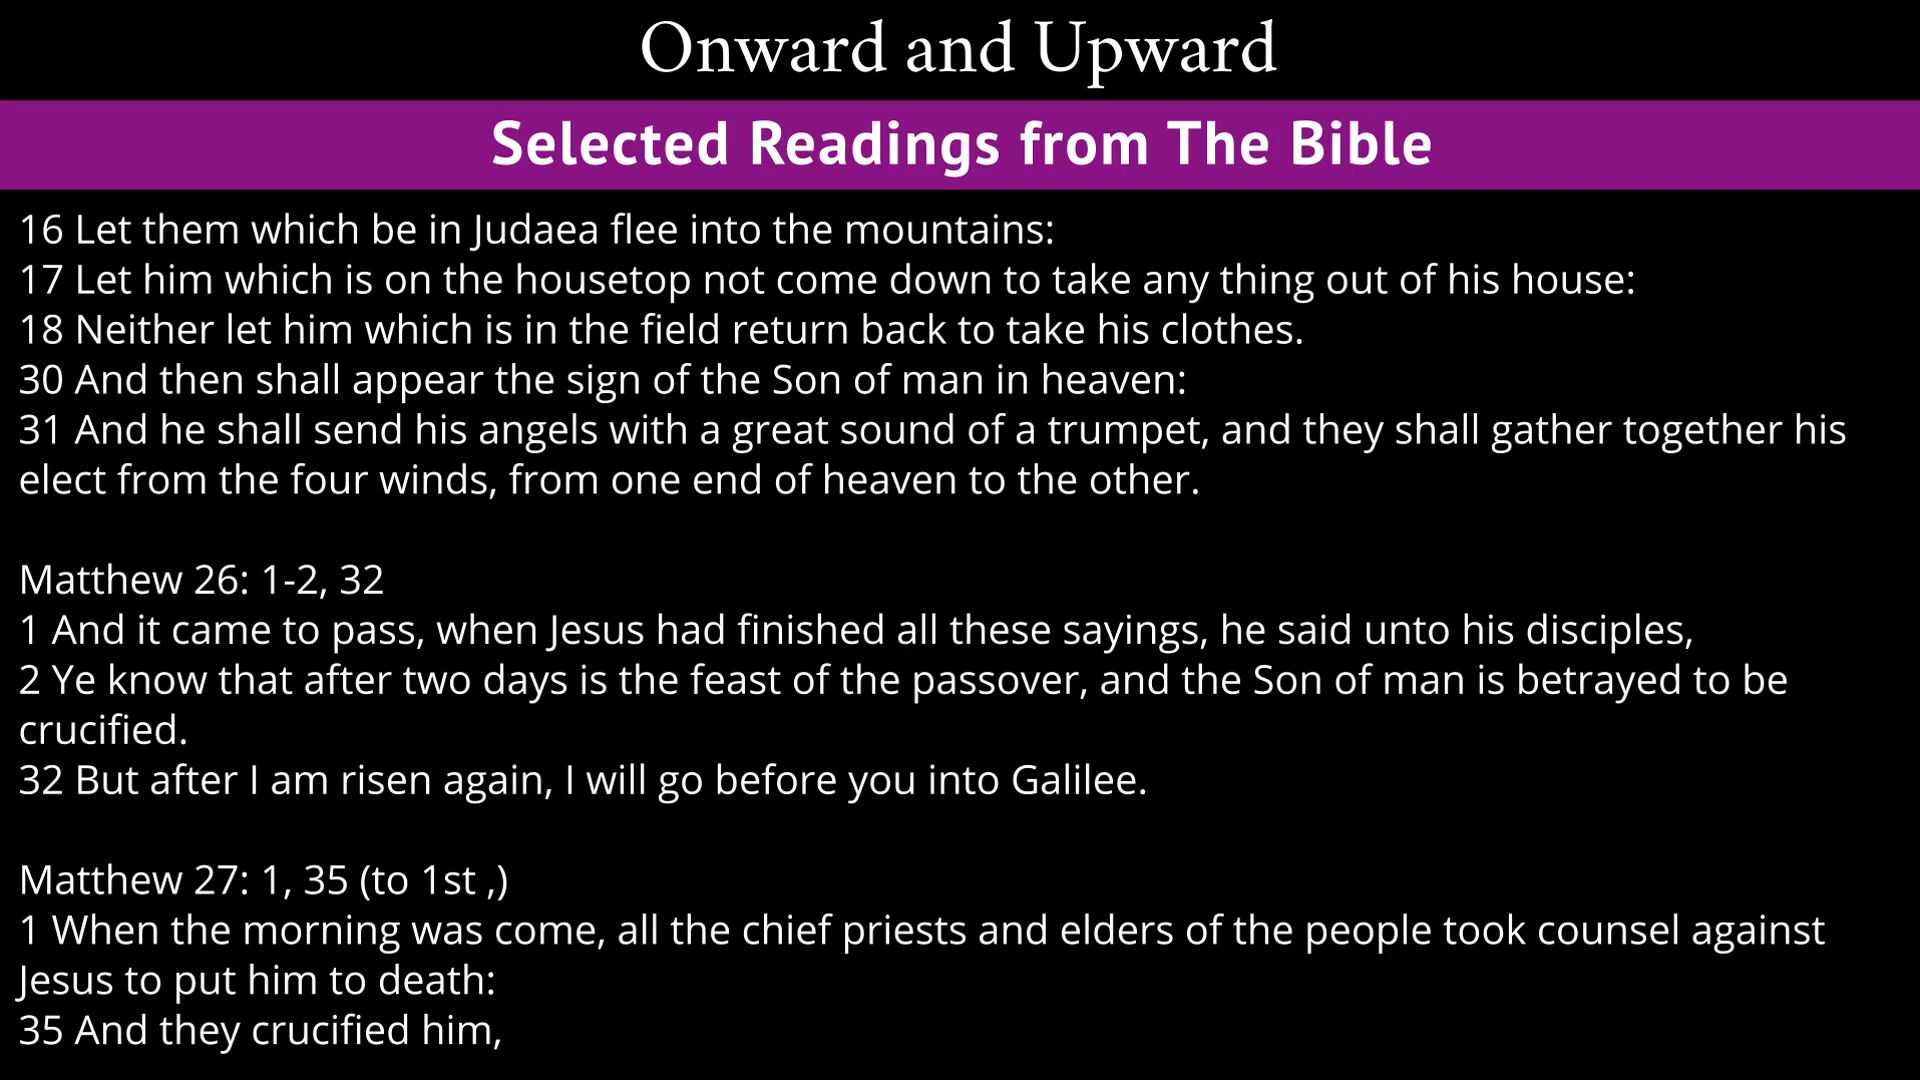 Onward and Upward
Selected Readings from The Bible
16 Let them which be in Judaea flee into the mountains:
17 Let him which is on the housetop not come down to take any thing out of his house:
18 Neither let him which is in the field return back to take his clothes.
30 And then shall appear the sign of the Son of man in heaven:
31 And he shall send his angels with a great sound of a trumpet, and they shall gather together his
elect from the four winds, from one end of heaven to the other.
Matthew 26: 1-2, 32
1 And it came to pass, when Jesus had finished all these sayings, he said unto his disciples,
2 Ye know that after two days is the feast of the passover, and the Son of man is betrayed to be
crucified.
32 But after I am risen again, I will go before you into Galilee.
Matthew 27: 1, 35 (to 1st ,)
1 When the morning was come, all the chief priests and elders of the people took counsel against
Jesus to put him to death:
35 And they crucified him,